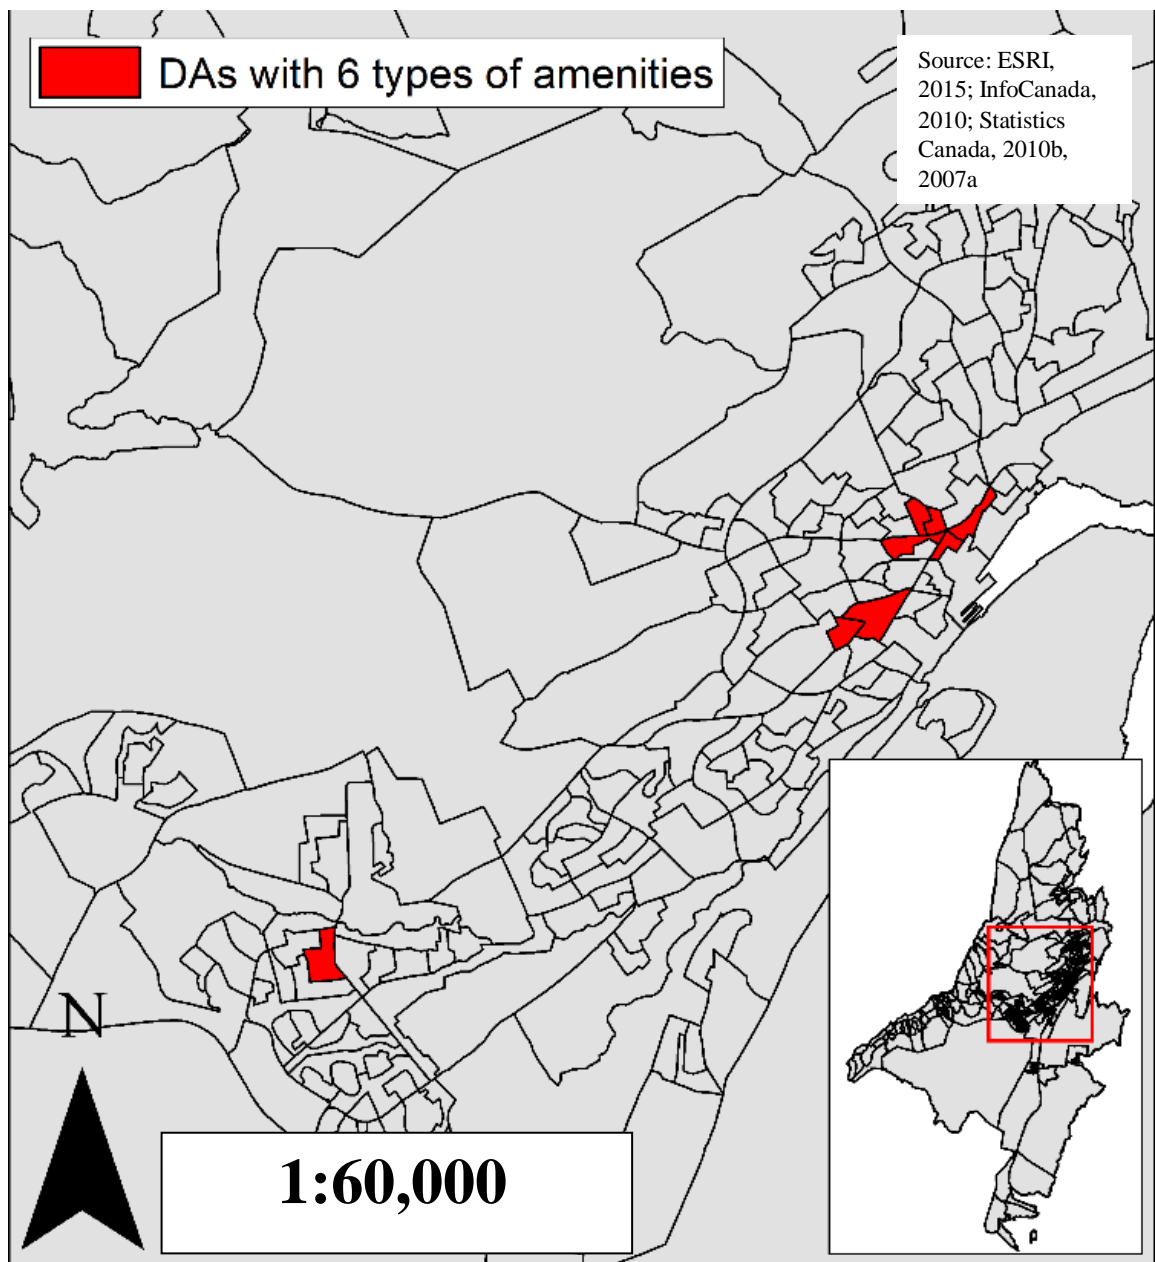 DAs with 6 types of amenities
Source: ESRI,
2015; InfoCanada,
2010; Statistics
Canada, 2010b,
2007a
N
1:60,000